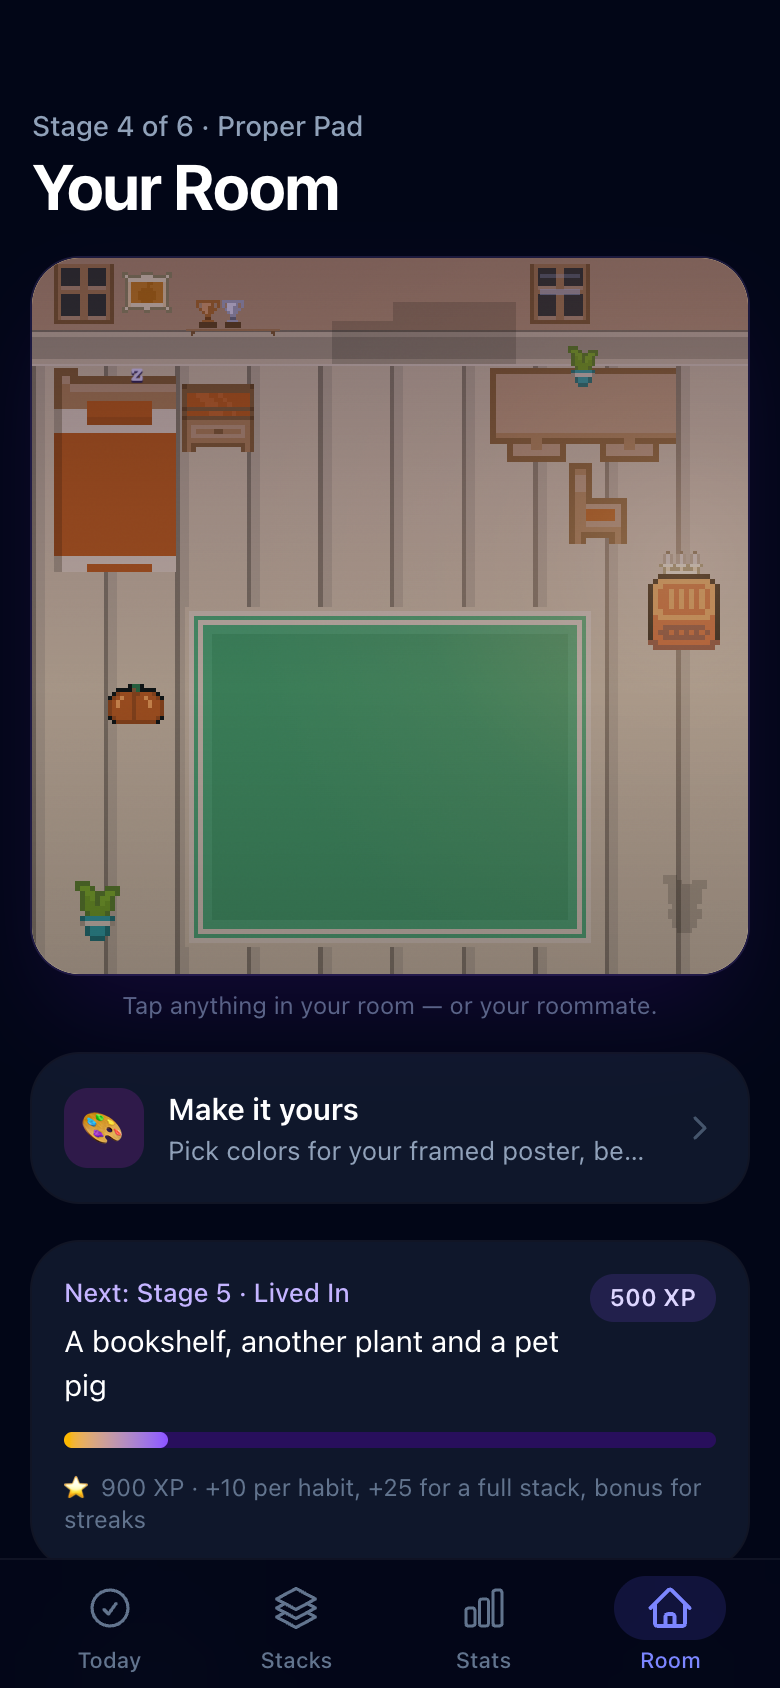 Stage 4 of 6 · Proper Pad
Your Room
z
Tap anything in your room — or your roommate.
Make it yours
Pick colors for your framed poster, be...
Next: Stage 5 · Lived In
500 XP
A bookshelf, another plant and a pet
pig
900 XP · +10 per habit, +25 for a full stack, bonus for
streaks
Today
Stacks
Stats
Room